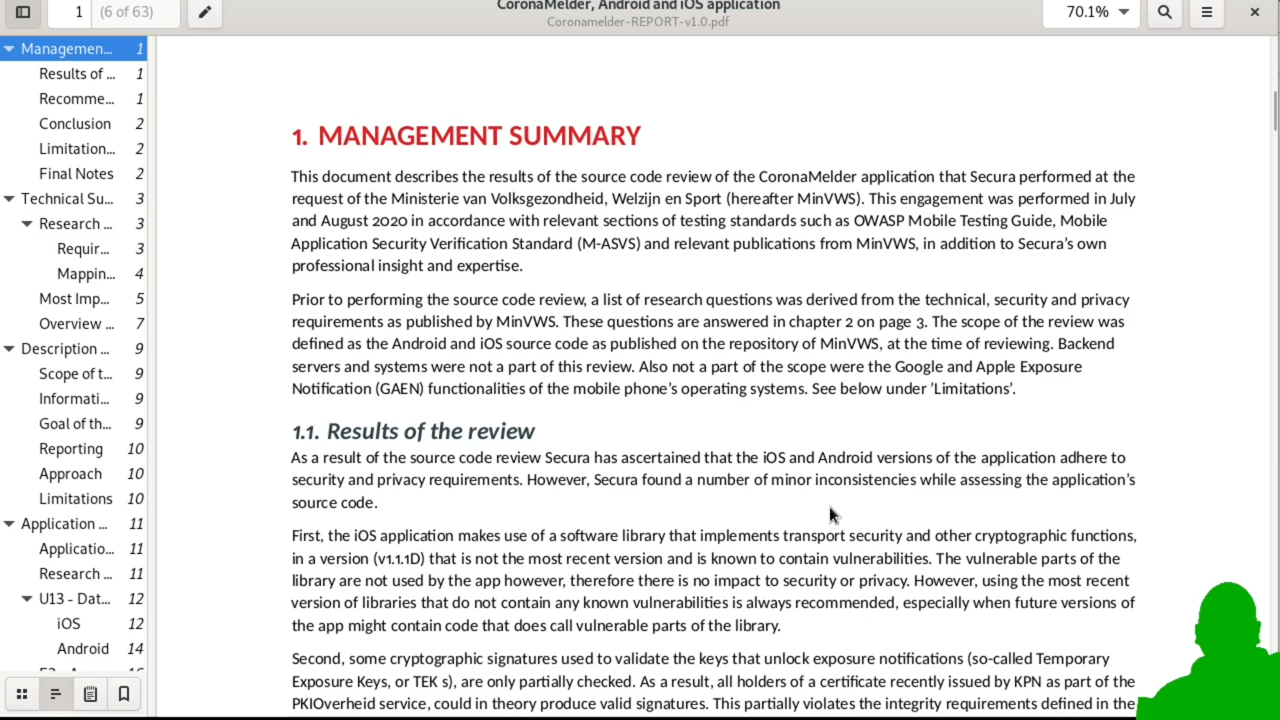 CoronaMelder, Android and iOS application
Coronamelder-REPORT-v1.0.pdf
1 (6 of 63)
70.1%
Managemen... 1
Results of ... 1
Recomme... 1
Conclusion 2
Limitation... 2
Final Notes 2
Technical Su... 3
Research ... 3
Requir... 3
Mappin... 4
Most Imp... 5
Overview ... 7
Description ... 9
Scope of t... 9
Informati... 9
Goal of th... 9
Reporting 10
Approach 10
Limitations 10
Application ... 11
Applicatio... 11
Research ... 11
U13 - Dat... 12
iOS 12
Android 14
1. MANAGEMENT SUMMARY
This document describes the results of the source code review of the CoronaMelder application that Secura performed at the
request of the Ministerie van Volksgezondheid, Welzijn en Sport (hereafter MinVWS). This engagement was performed in July
and August 2020 in accordance with relevant sections of testing standards such as OWASP Mobile Testing Guide, Mobile
Application Security Verification Standard (M-ASVS) and relevant publications from MinVWS, in addition to Secura's own
professional insight and expertise.
Prior to performing the source code review, a list of research questions was derived from the technical, security and privacy
requirements as published by MinVWS. These questions are answered in chapter 2 on page 3. The scope of the review was
defined as the Android and iOS source code as published on the repository of MinVWS, at the time of reviewing. Backend
servers and systems were not a part of this review. Also not a part of the scope were the Google and Apple Exposure
Notification (GAEN) functionalities of the mobile phone's operating systems. See below under 'Limitations'.
1.1. Results of the review
As a result of the source code review Secura has ascertained that the iOS and Android versions of the application adhere to
security and privacy requirements. However, Secura found a number of minor inconsistencies while assessing the application's
source code.
First, the iOS application makes use of a software library that implements transport security and other cryptographic functions,
in a version (v1.1.1D) that is not the most recent version and is known to contain vulnerabilities. The vulnerable parts of the
library are not used by the app however, therefore there is no impact to security or privacy. However, using the most recent
version of libraries that do not contain any known vulnerabilities is always recommended, especially when future versions of
the app might contain code that does call vulnerable parts of the library.
Second, some cryptographic signatures used to validate the keys that unlock exposure notifications (so-called Temporary
Exposure Keys, or TEK s), are only partially checked. As a result, all holders of a certificate recently issued by KPN as part of the
PKIOverheid service, could in theory produce valid signatures. This partially violates the integrity requirements defined in the